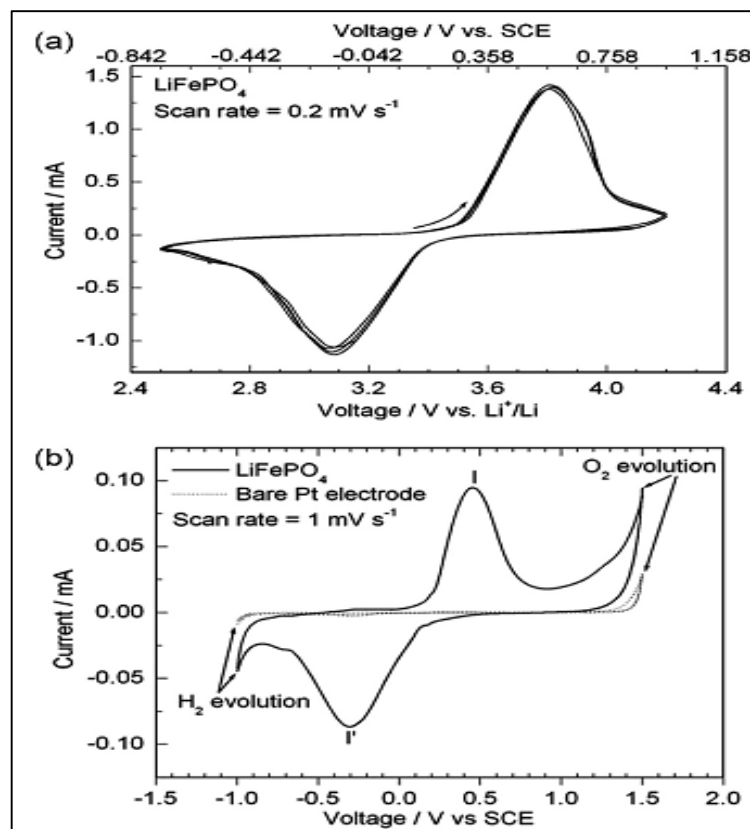 (a)
Voltage / V vs. SCE
-0.842 -0.442 -0.042 0.358 0.758 1.158
LiFePO₄
Scan rate = 0.2 mV s⁻¹
Current / mA
1.5
1.0
0.5
0.0
-0.5
-1.0
2.4 2.8 3.2 3.6 4.0 4.4
Voltage / V vs. Li⁺/Li
(b)
LiFePO₄
Bare Pt electrode
Scan rate = 1 mV s⁻¹
I
O₂ evolution
Current / mA
0.10
0.05
0.00
-0.05
-0.10
H₂ evolution
I'
-1.5 -1.0 -0.5 0.0 0.5 1.0 1.5 2.0
Voltage / V vs SCE